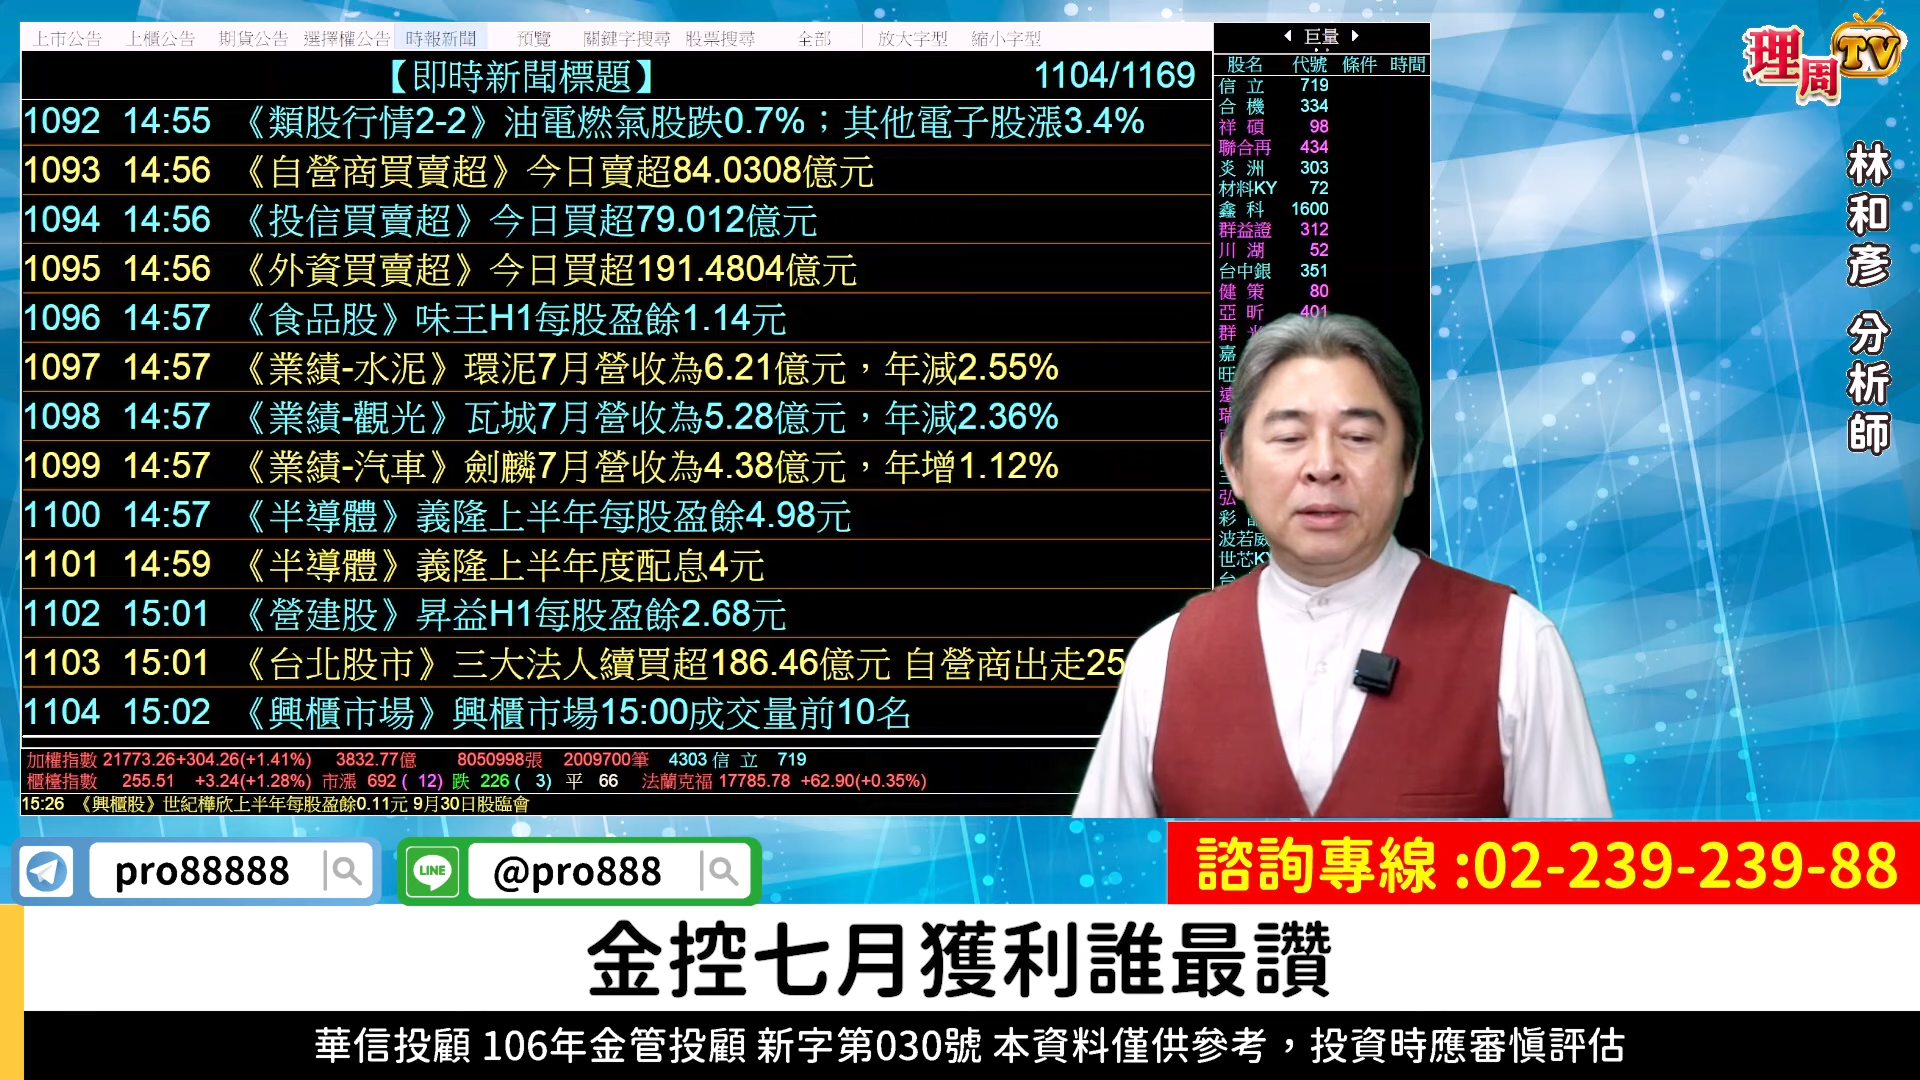 上市公告 上櫃公告 期貨公告 選擇權公告 時報新聞 預覽 關鍵字搜尋 股票搜尋 全部 放大字型 縮小字型
【即時新聞標題】 1104/1169
1092 14:55 《類股行情2-2》油電燃氣股跌0.7%；其他電子股漲3.4%
1093 14:56 《自營商買賣超》今日賣超84.0308億元
1094 14:56 《投信買賣超》今日買超79.012億元
1095 14:56 《外資買賣超》今日買超191.4804億元
1096 14:57 《食品股》味王H1每股盈餘1.14元
1097 14:57 《業績-水泥》環泥7月營收為6.21億元，年減2.55%
1098 14:57 《業績-觀光》瓦城7月營收為5.28億元，年減2.36%
1099 14:57 《業績-汽車》劍麟7月營收為4.38億元，年增1.12%
1100 14:57 《半導體》義隆上半年每股盈餘4.98元
1101 14:59 《半導體》義隆上半年度配息4元
1102 15:01 《營建股》昇益H1每股盈餘2.68元
1103 15:01 《台北股市》三大法人續買超186.46億元 自營商出走25
1104 15:02 《興櫃市場》興櫃市場15:00成交量前10名
加權指數 21773.26+304.26(+1.41%) 3832.77億 8050998張 2009700筆 4303 信 立 719
櫃檯指數 255.51 +3.24(+1.28%) 市漲 692 ( 12) 跌 226 ( 3) 平 66 法蘭克福 17785.78 +62.90(+0.35%)
15:26 《興櫃股》世紀樺欣上半年每股盈餘0.11元 9月30日股臨會
巨量
股名 代號 條件 時間
信 立 719
合 機 334
祥 碩 98
聯合再 434
炎 洲 303
材料KY 72
鑫 科 1600
群益證 312
川 湖 52
台中銀 351
健 策 80
亞 昕 401
群
嘉
旺
遠
瑞
弘
彩
波若威
世芯KY
台
理周TV
林和彥 分析師
pro88888
LINE
@pro888
諮詢專線 :02-239-239-88
金控七月獲利誰最讚
華信投顧 106年金管投顧 新字第030號 本資料僅供參考，投資時應審慎評估